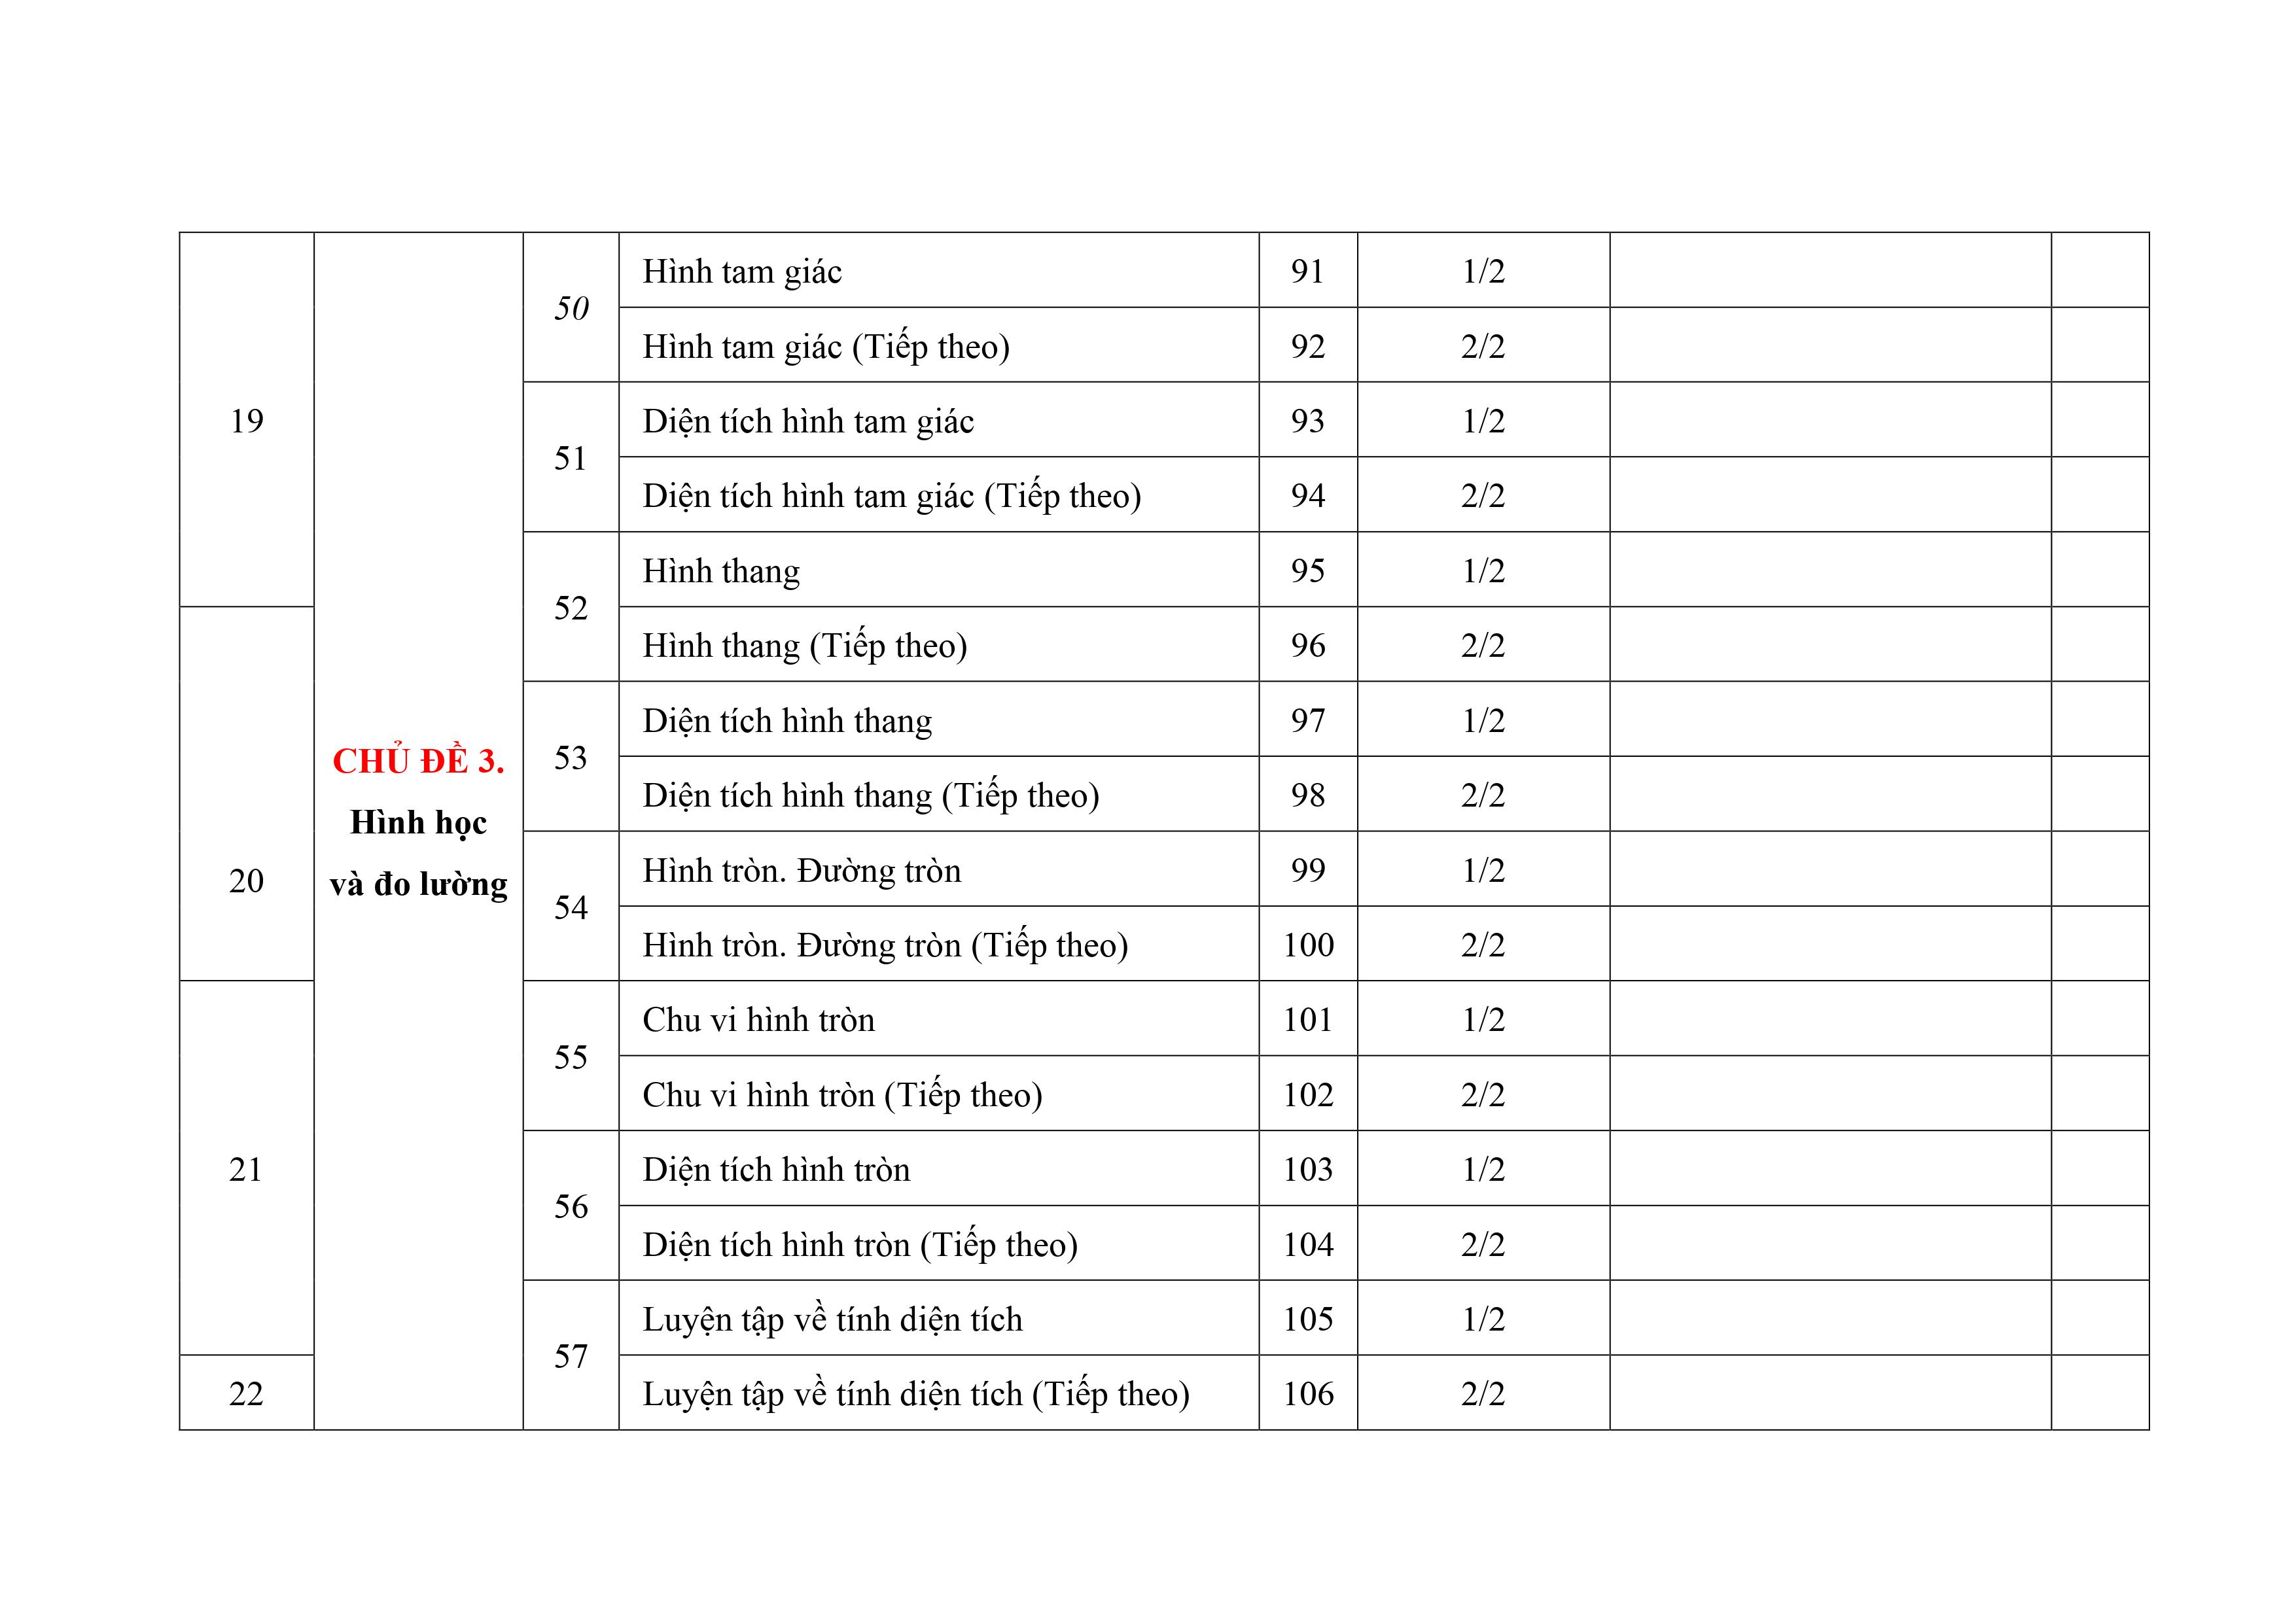 19 CHỦ ĐỀ 3. Hình học và đo lường 50 Hình tam giác 91 1/2
Hình tam giác (Tiếp theo) 92 2/2
51 Diện tích hình tam giác 93 1/2
Diện tích hình tam giác (Tiếp theo) 94 2/2
52 Hình thang 95 1/2
20 Hình thang (Tiếp theo) 96 2/2
53 Diện tích hình thang 97 1/2
Diện tích hình thang (Tiếp theo) 98 2/2
54 Hình tròn. Đường tròn 99 1/2
Hình tròn. Đường tròn (Tiếp theo) 100 2/2
21 55 Chu vi hình tròn 101 1/2
Chu vi hình tròn (Tiếp theo) 102 2/2
56 Diện tích hình tròn 103 1/2
Diện tích hình tròn (Tiếp theo) 104 2/2
57 Luyện tập về tính diện tích 105 1/2
22 Luyện tập về tính diện tích (Tiếp theo) 106 2/2